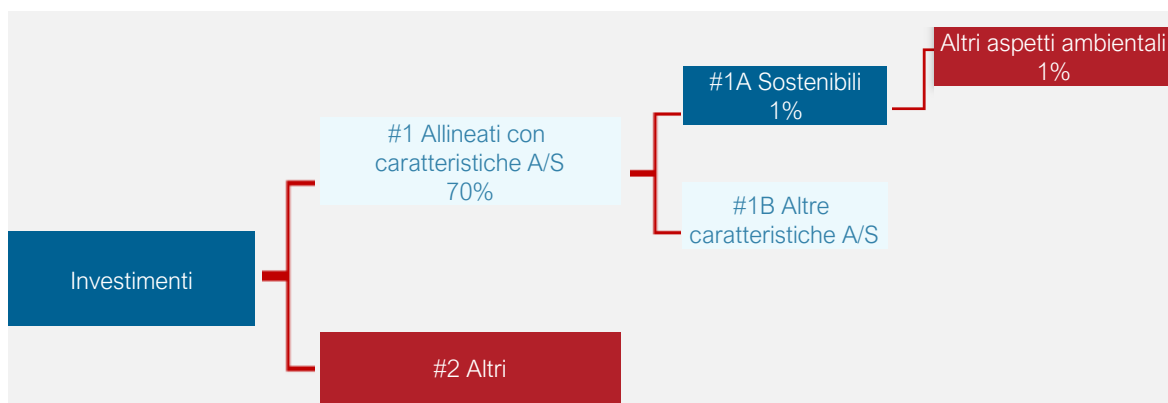 Investimenti
#1 Allineati con
caratteristiche A/S
70%
#2 Altri
#1A Sostenibili
1%
#1B Altre
caratteristiche A/S
Altri aspetti ambientali
1%